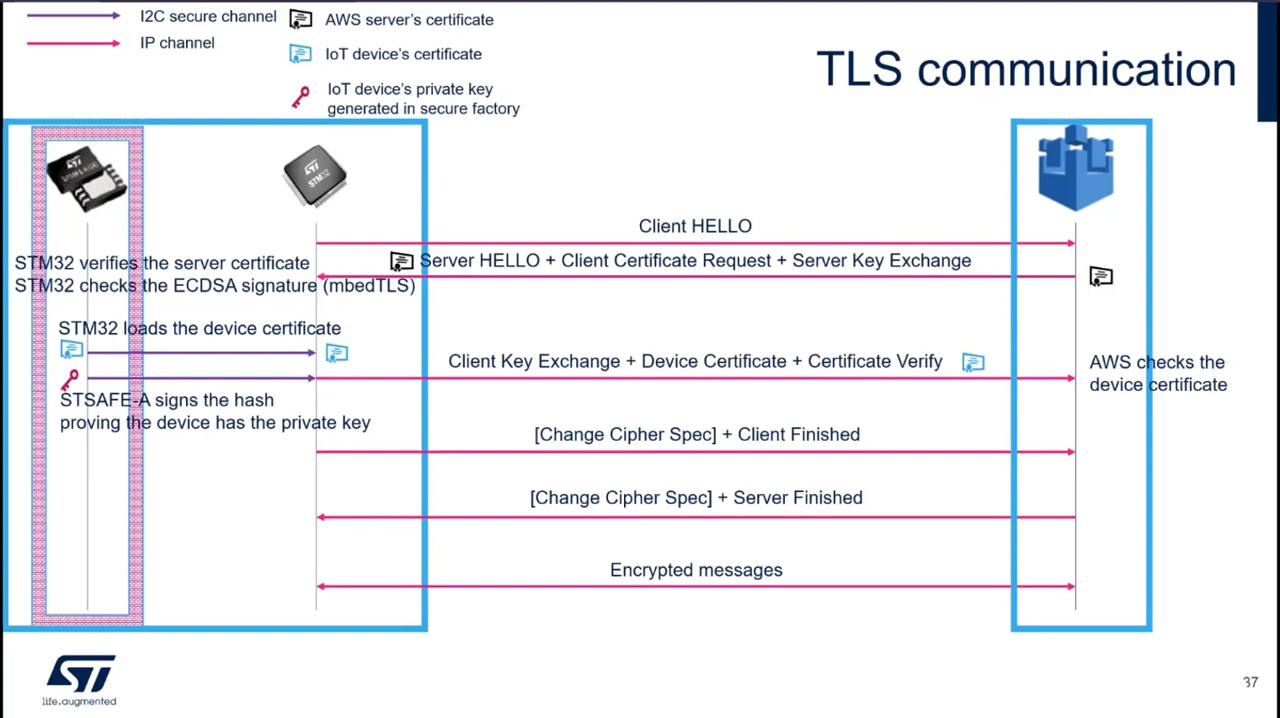 I2C secure channel
IP channel
AWS server's certificate
IoT device's certificate
IoT device's private key
generated in secure factory
TLS communication
ST
STM32
Client HELLO
Server HELLO + Client Certificate Request + Server Key Exchange
STM32 verifies the server certificate
STM32 checks the ECDSA signature (mbedTLS)
STM32 loads the device certificate
Client Key Exchange + Device Certificate + Certificate Verify
AWS checks the
device certificate
STSAFE-A signs the hash
proving the device has the private key
[Change Cipher Spec] + Client Finished
[Change Cipher Spec] + Server Finished
Encrypted messages
ST
life.augmented
37